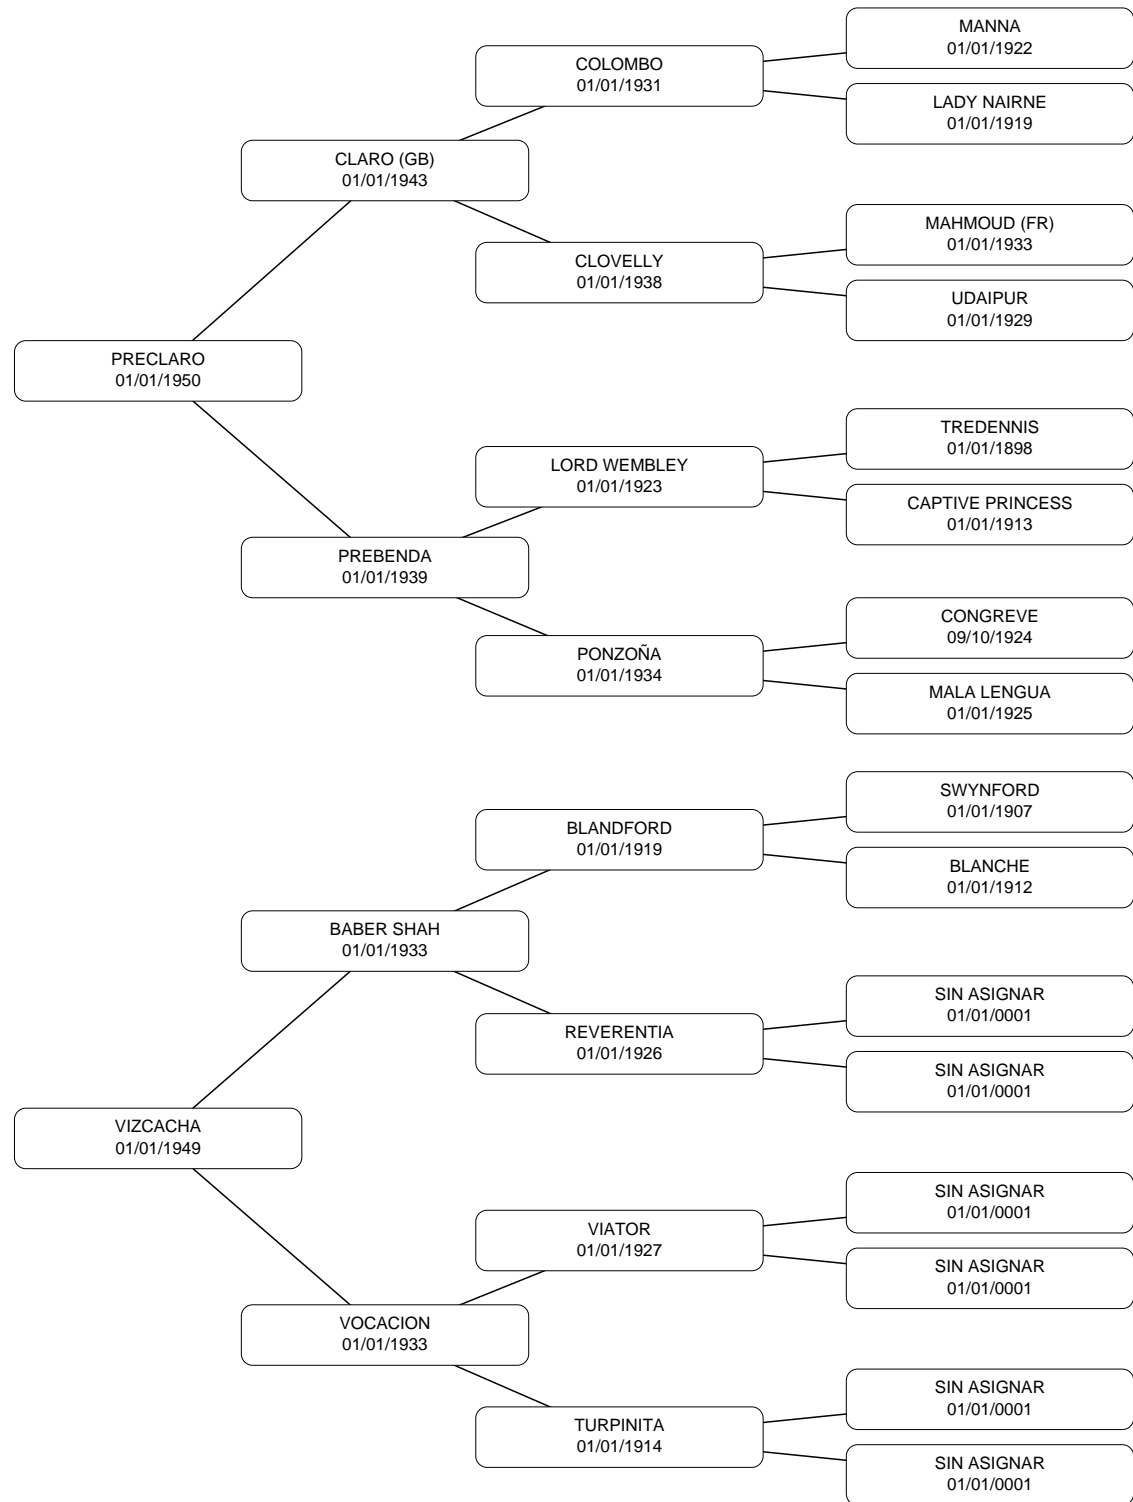 MANNA
01/01/1922
COLOMBO
01/01/1931
LADY NAIRNE
01/01/1919
CLARO (GB)
01/01/1943
MAHMOUD (FR)
01/01/1933
CLOVELLY
01/01/1938
UDAIPUR
01/01/1929
PRECLARO
01/01/1950
TREDENNIS
01/01/1898
LORD WEMBLEY
01/01/1923
CAPTIVE PRINCESS
01/01/1913
PREBENDA
01/01/1939
CONGREVE
09/10/1924
PONZOÑA
01/01/1934
MALA LENGUA
01/01/1925
SWYNFORD
01/01/1907
BLANDFORD
01/01/1919
BLANCHE
01/01/1912
BABER SHAH
01/01/1933
SIN ASIGNAR
01/01/0001
REVERENTIA
01/01/1926
SIN ASIGNAR
01/01/0001
VIZCACHA
01/01/1949
SIN ASIGNAR
01/01/0001
VIATOR
01/01/1927
SIN ASIGNAR
01/01/0001
VOCACION
01/01/1933
SIN ASIGNAR
01/01/0001
TURPINITA
01/01/1914
SIN ASIGNAR
01/01/0001